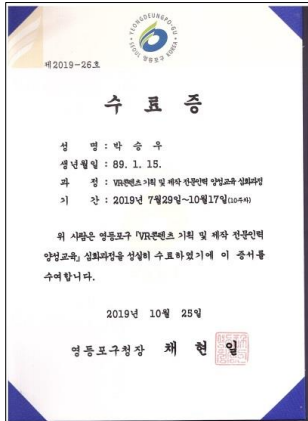 YEONGDEUNGPO-GU SEOUL KOREA
영등포구
제2019-26호
수 료 증
성 명 : 박 승 우
생년월일 : 89. 1. 15.
과 정 : VR콘텐츠 기획 및 제작 전문인력 양성교육 심화과정
기 간 : 2019년 7월29일~10월17일(10주차)
위 사람은 영등포구 『VR콘텐츠 기획 및 제작 전문인력
양성교육』 심화과정을 성실히 수료하였기에 이 증서를
수여합니다.
2019년 10월 25일
영등포구청장 채 현 일